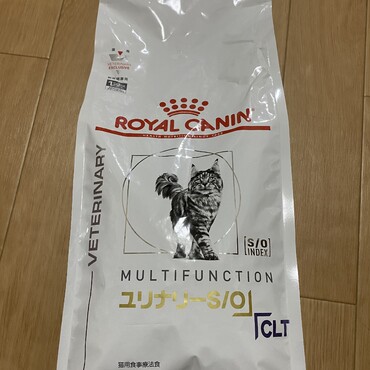 ROYAL CANIN
VETERINARY
S/O
INDEX
MULTIFUNCTION
ユリナリーS/O
CLT
猫用食事療法食